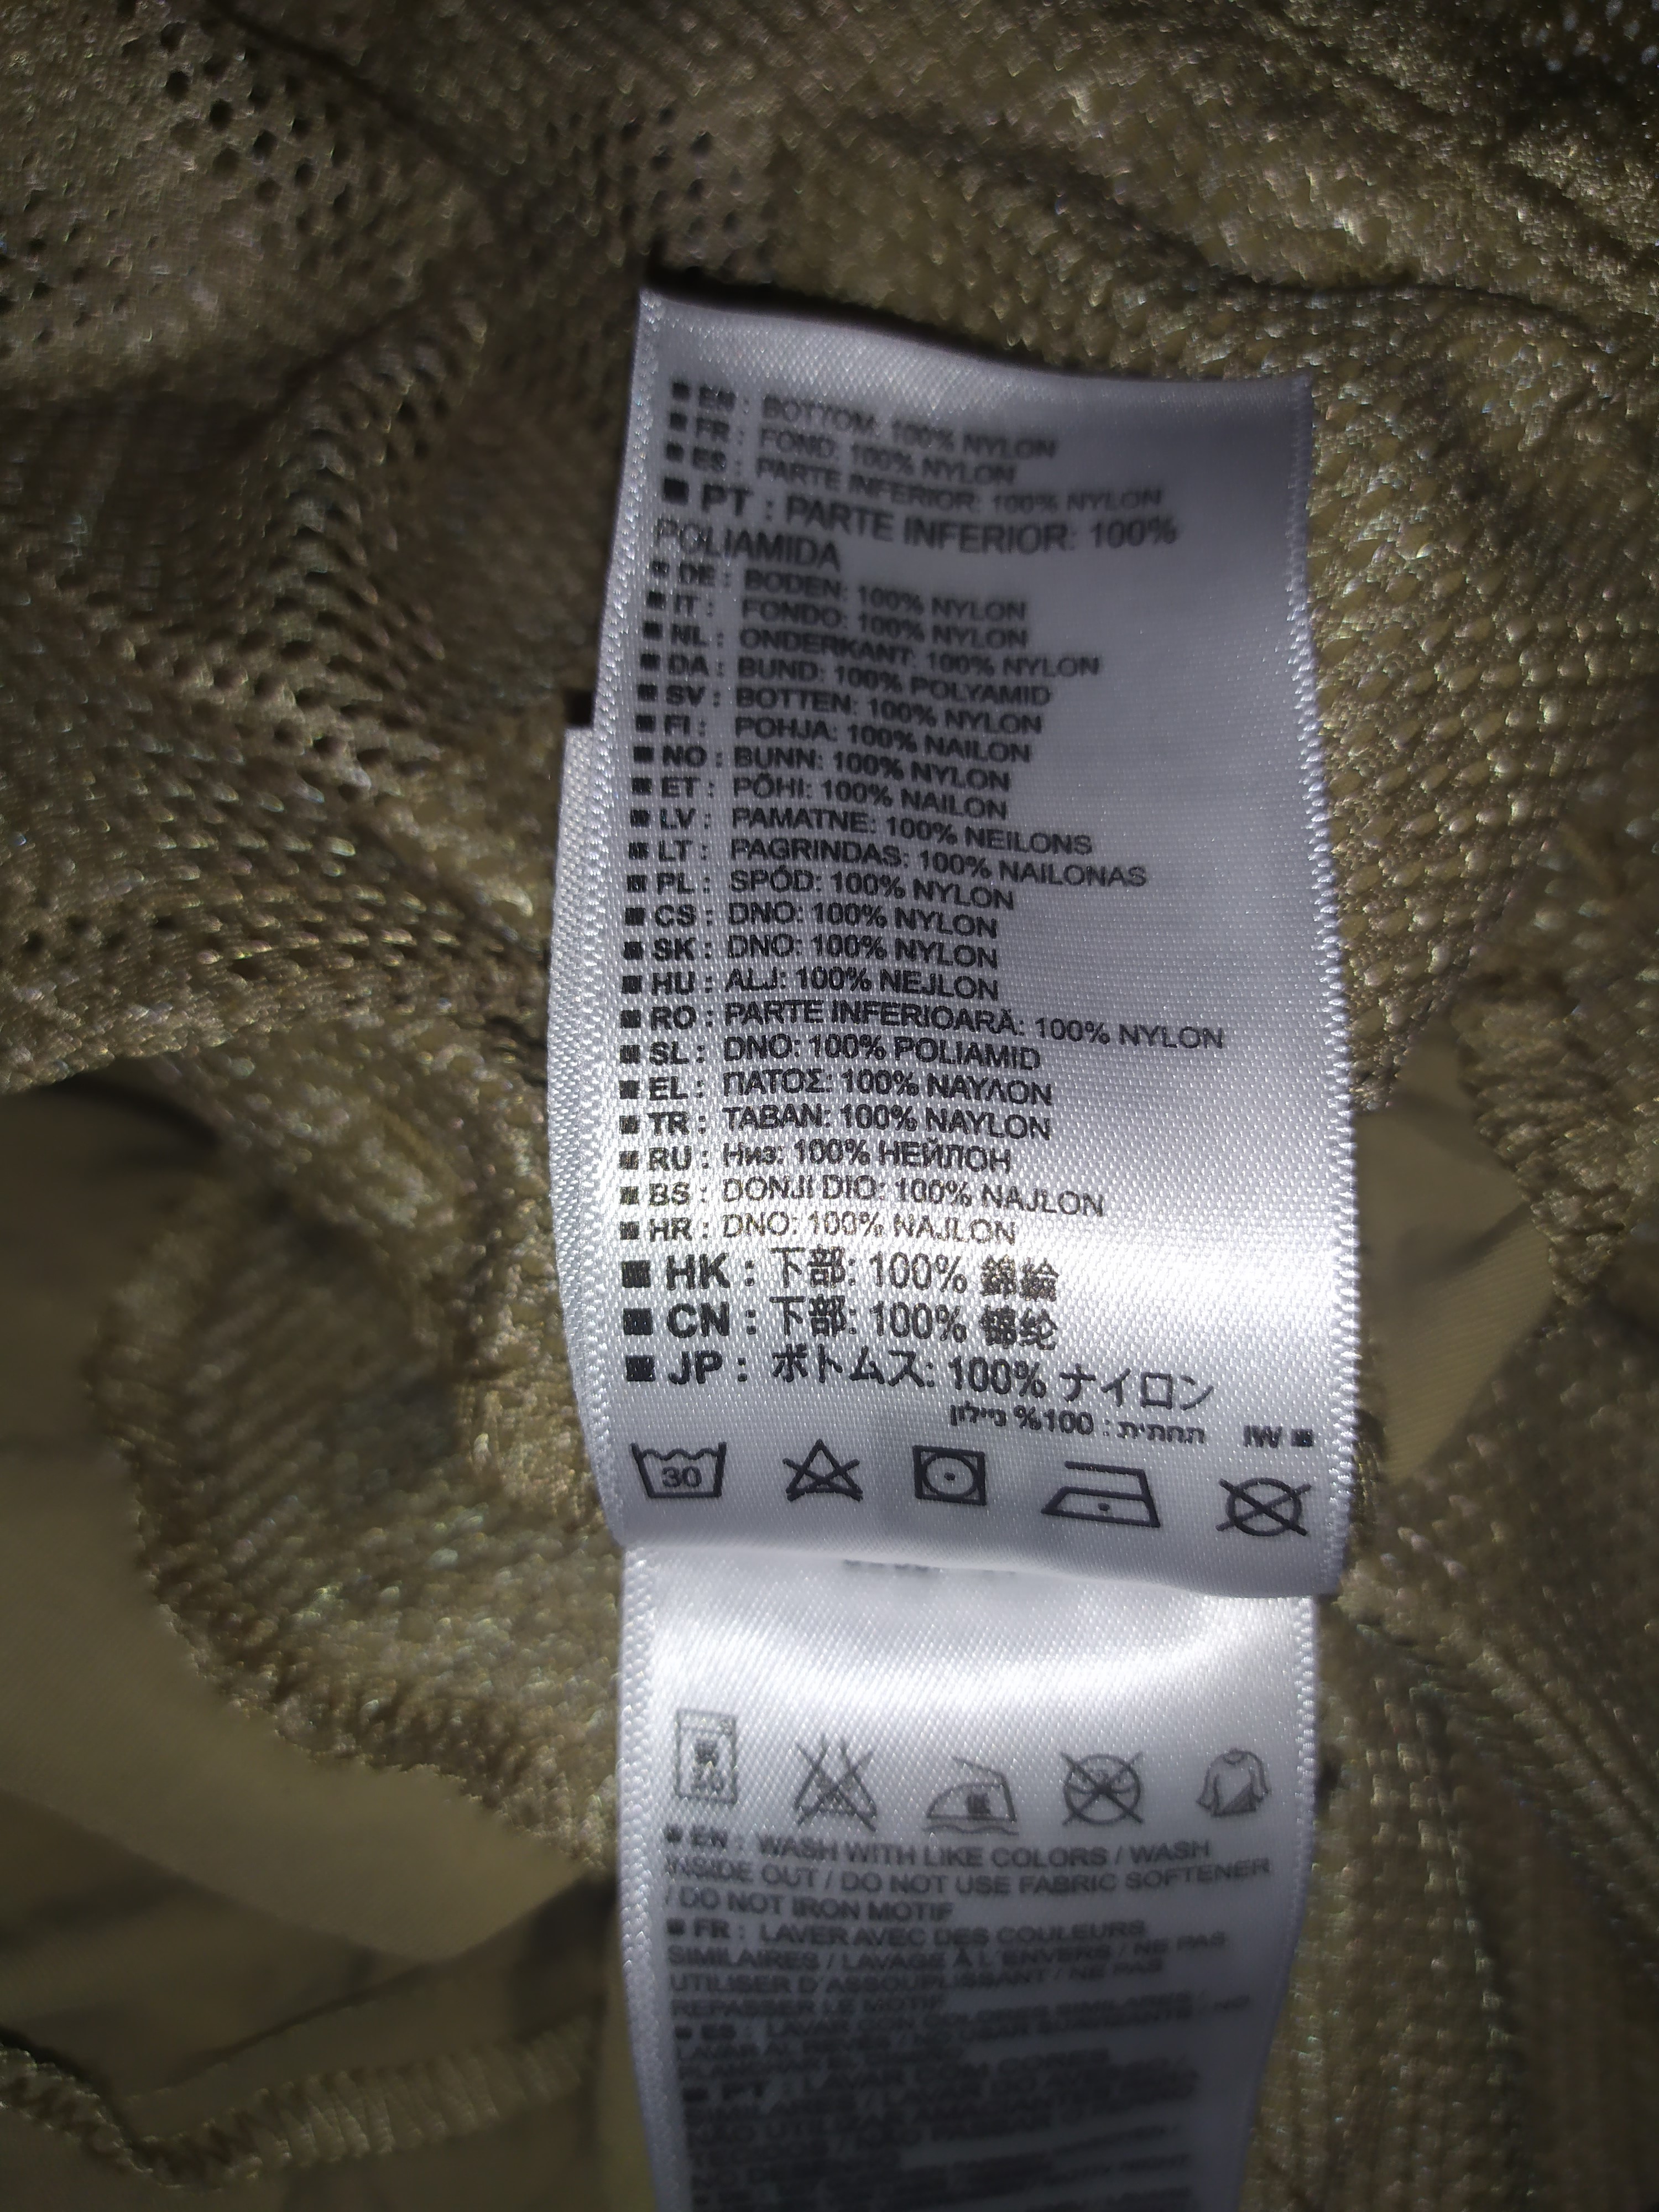 ■ EN : BOTTOM: 100% NYLON
■ FR : FOND: 100% NYLON
■ ES : PARTE INFERIOR: 100% NYLON
■ PT : PARTE INFERIOR: 100%
POLIAMIDA
■ DE : BODEN: 100% NYLON
■ IT : FONDO: 100% NYLON
■ NL : ONDERKANT: 100% NYLON
■ DA : BUND: 100% POLYAMID
■ SV : BOTTEN: 100% NYLON
■ FI : POHJA: 100% NAILON
■ NO : BUNN: 100% NYLON
■ ET : PÕHI: 100% NAILON
■ LV : PAMATNE: 100% NEILONS
■ LT : PAGRINDAS: 100% NAILONAS
■ PL : SPÓD: 100% NYLON
■ CS : DNO: 100% NYLON
■ SK : DNO: 100% NYLON
■ HU : ALJ: 100% NEJLON
■ RO : PARTE INFERIOARĂ: 100% NYLON
■ SL : DNO: 100% POLIAMID
■ EL : ΠΑΤΟΣ: 100% ΝΑΥΛΟΝ
■ TR : TABAN: 100% NAYLON
■ RU : Низ: 100% НЕЙЛОН
■ BS : DONJI DIO: 100% NAJLON
■ HR : DNO: 100% NAJLON
■ HK : 下部: 100% 錦綸
■ CN : 下部: 100% 锦纶
■ JP : ボトムス: 100% ナイロン
■ IW תחתית : 100% ניילון
30
■ EN : WASH WITH LIKE COLORS / WASH
INSIDE OUT / DO NOT USE FABRIC SOFTENER
/ DO NOT IRON MOTIF
■ FR : LAVER AVEC DES COULEURS
SIMILAIRES / LAVAGE À L'ENVERS / NE PAS
UTILISER D'ASSOUPLISSANT / NE PAS
REPASSER LE MOTIF
■ ES :
■ PT